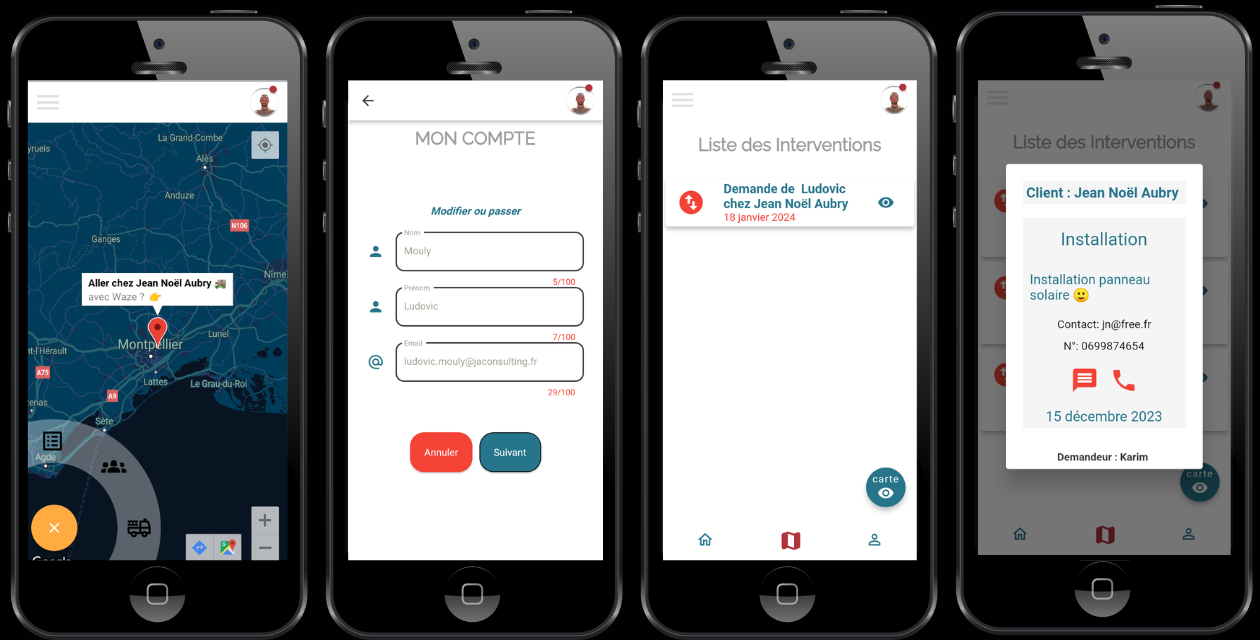 yrueis
La Grand-Combe
Alès
Anduze
N106
Ganges
Nîme
Aller chez Jean Noël Aubry 🚑
avec Waze ? 👉
Montpellier
Lunel
nt-l'Hérault
A75
Lattes
Le Grau-du-Roi
A9
zenas
Sète
Agde
+
−
MON COMPTE
Modifier ou passer
Nom
Mouly
5/100
Prénom
Ludovic
7/100
Email
@
ludovic.mouly@jaconsulting.fr
29/100
Annuler
Suivant
Liste des Interventions
Demande de Ludovic
chez Jean Noël Aubry
18 janvier 2024
carte
Liste des Interventions
Client : Jean Noël Aubry
Installation
Installation panneau
solaire 🙂
Contact: jn@free.fr
N°: 0699874654
15 décembre 2023
Demandeur : Karim
carte